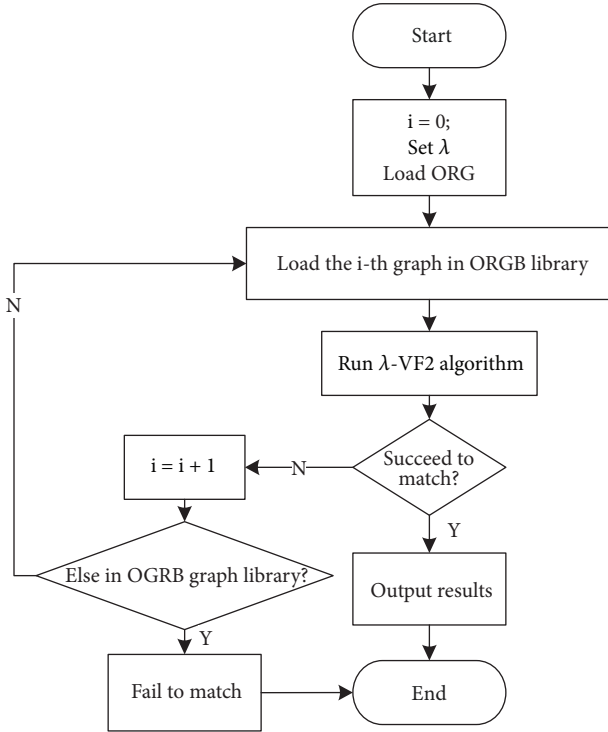 Start
i = 0;
Set λ
Load ORG
Load the i-th graph in ORGB library
N
Run λ-VF2 algorithm
Succeed to
match?
N
i = i + 1
Y
Else in OGRB graph library?
Output results
Y
Fail to match
End